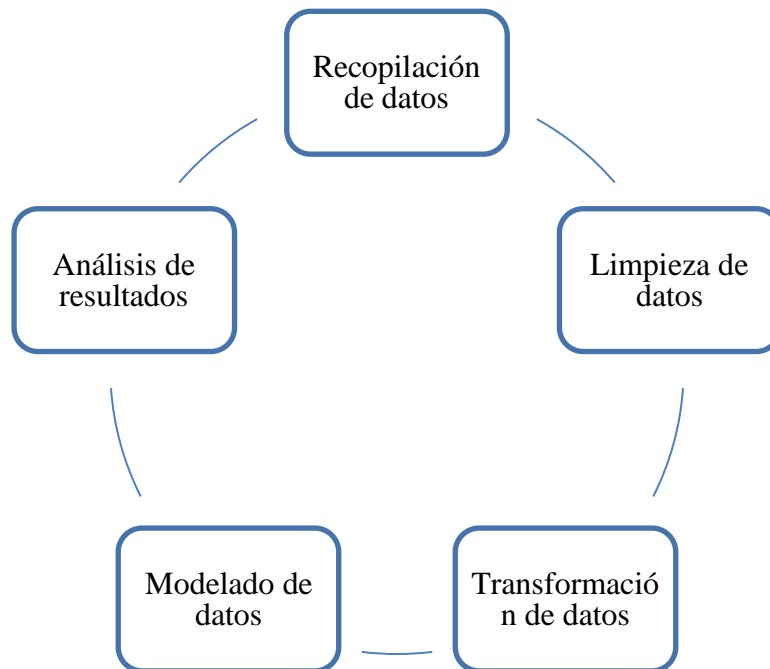 Recopilación
de datos
Limpieza de
datos
Transformació
n de datos
Modelado de
datos
Análisis de
resultados